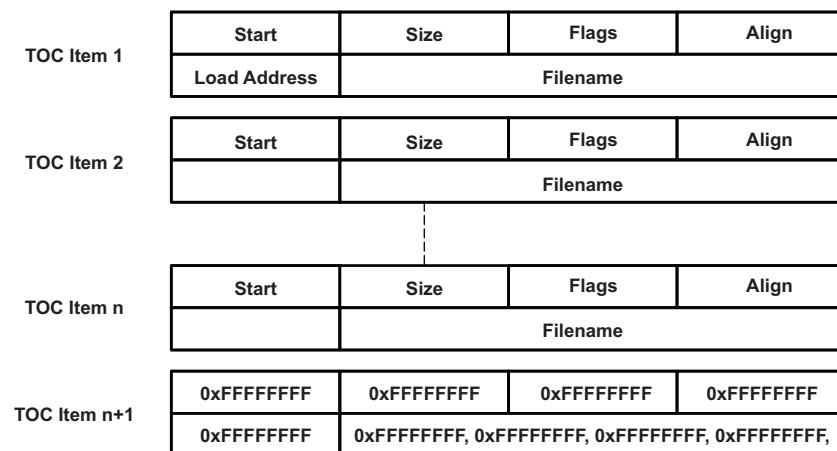 TOC Item 1
Start Size Flags Align
Load Address Filename
TOC Item 2
Start Size Flags Align
Filename
TOC Item n
Start Size Flags Align
Filename
TOC Item n+1
0xFFFFFFFF 0xFFFFFFFF 0xFFFFFFFF 0xFFFFFFFF
0xFFFFFFFF 0xFFFFFFFF, 0xFFFFFFFF, 0xFFFFFFFF, 0xFFFFFFFF,